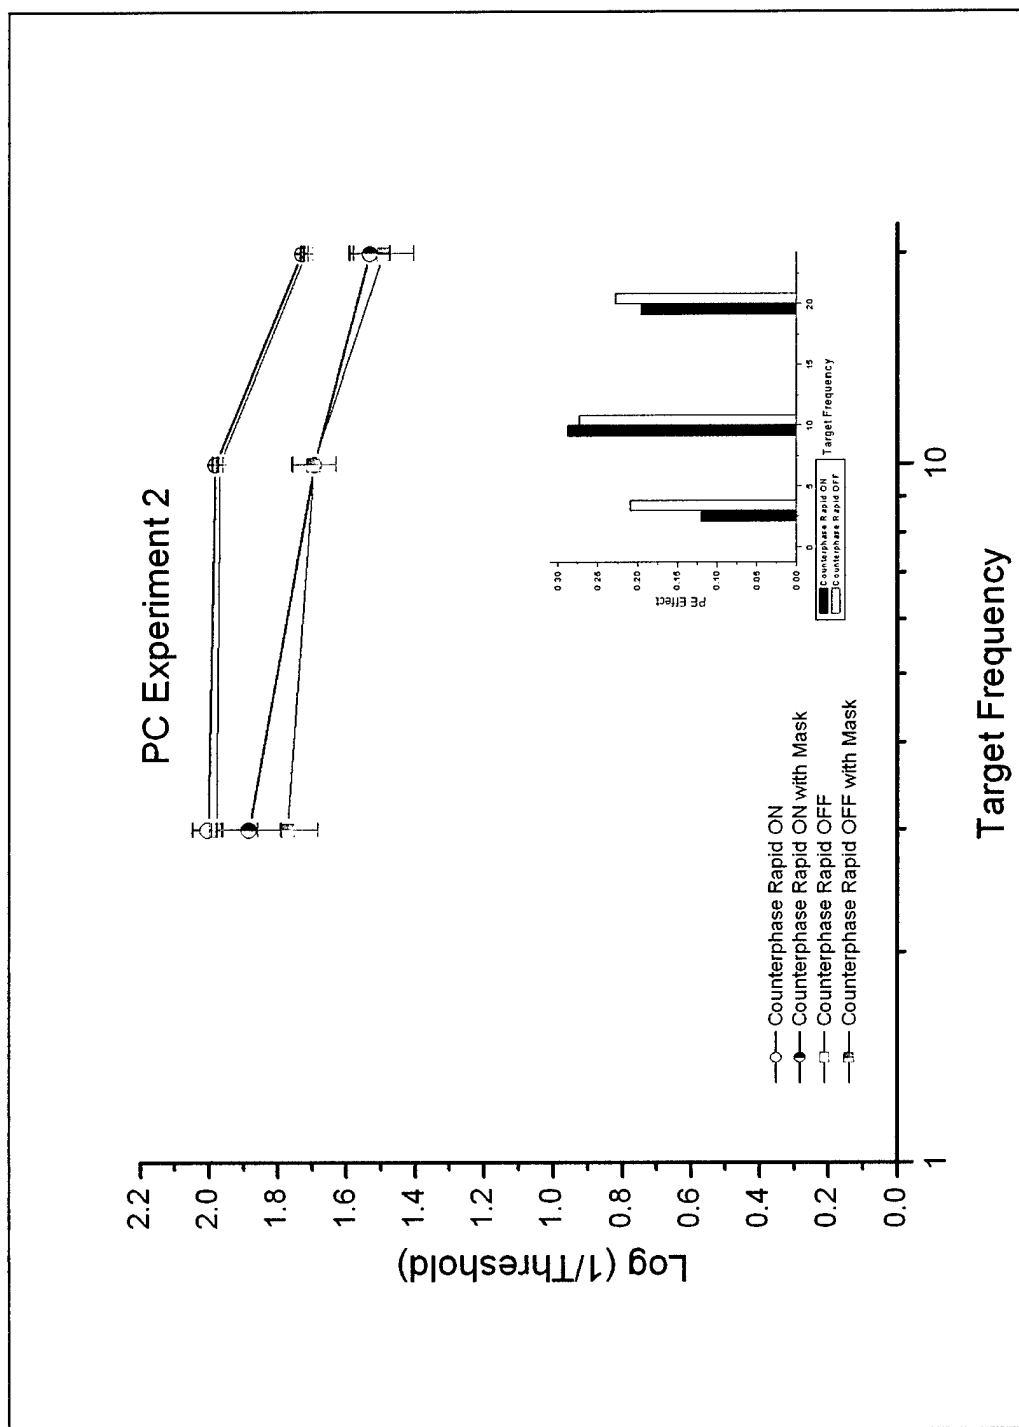 PC Experiment 2
Log (1/Threshold)
2.2
2.0
1.8
1.6
1.4
1.2
1.0
0.8
0.6
0.4
0.2
0.0
1
10
Target Frequency
Counterphase Rapid ON
Counterphase Rapid ON with Mask
Counterphase Rapid OFF
Counterphase Rapid OFF with Mask
PE Effect
0.30
0.25
0.20
0.15
0.10
0.05
0.00
0
5
10
15
20
Target Frequency
Counterphase Rapid ON
Counterphase Rapid OFF